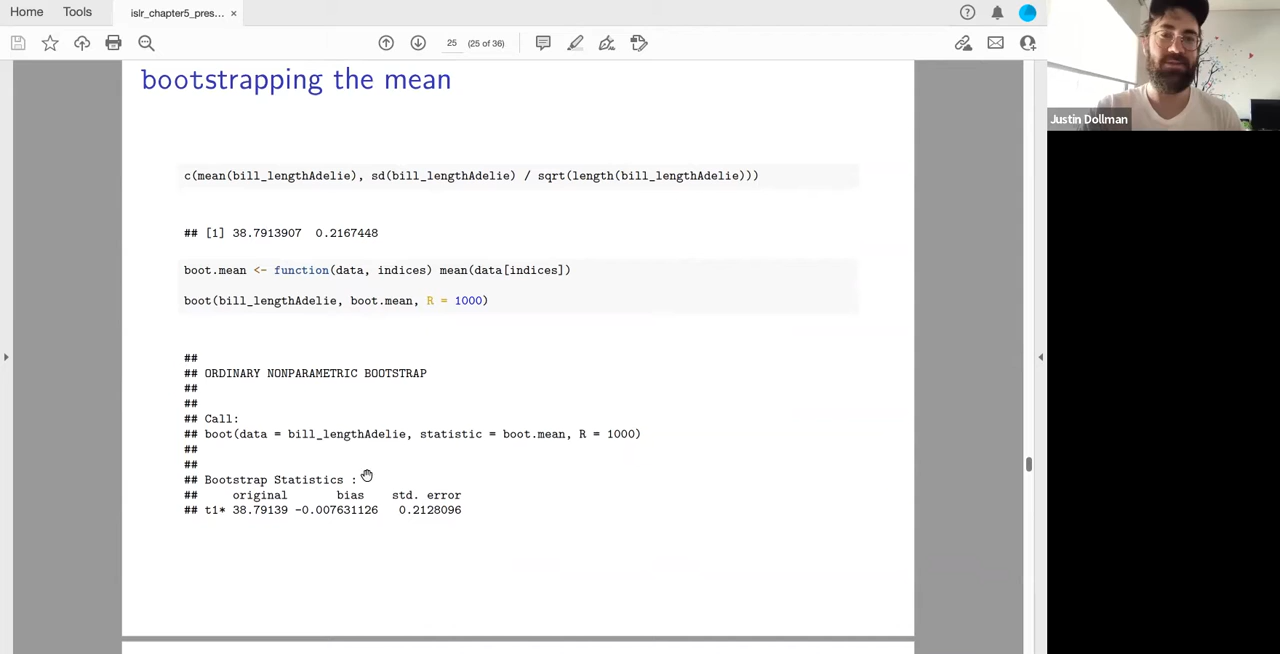 Home Tools islr_chapter5_pres... ×
25 (25 of 36)
bootstrapping the mean
Justin Dollman
c(mean(bill_lengthAdelie), sd(bill_lengthAdelie) / sqrt(length(bill_lengthAdelie)))
## [1] 38.7913907 0.2167448
boot.mean <- function(data, indices) mean(data[indices])
boot(bill_lengthAdelie, boot.mean, R = 1000)
##
## ORDINARY NONPARAMETRIC BOOTSTRAP
##
##
## Call:
## boot(data = bill_lengthAdelie, statistic = boot.mean, R = 1000)
##
##
## Bootstrap Statistics :
## original bias std. error
## t1* 38.79139 -0.007631126 0.2128096